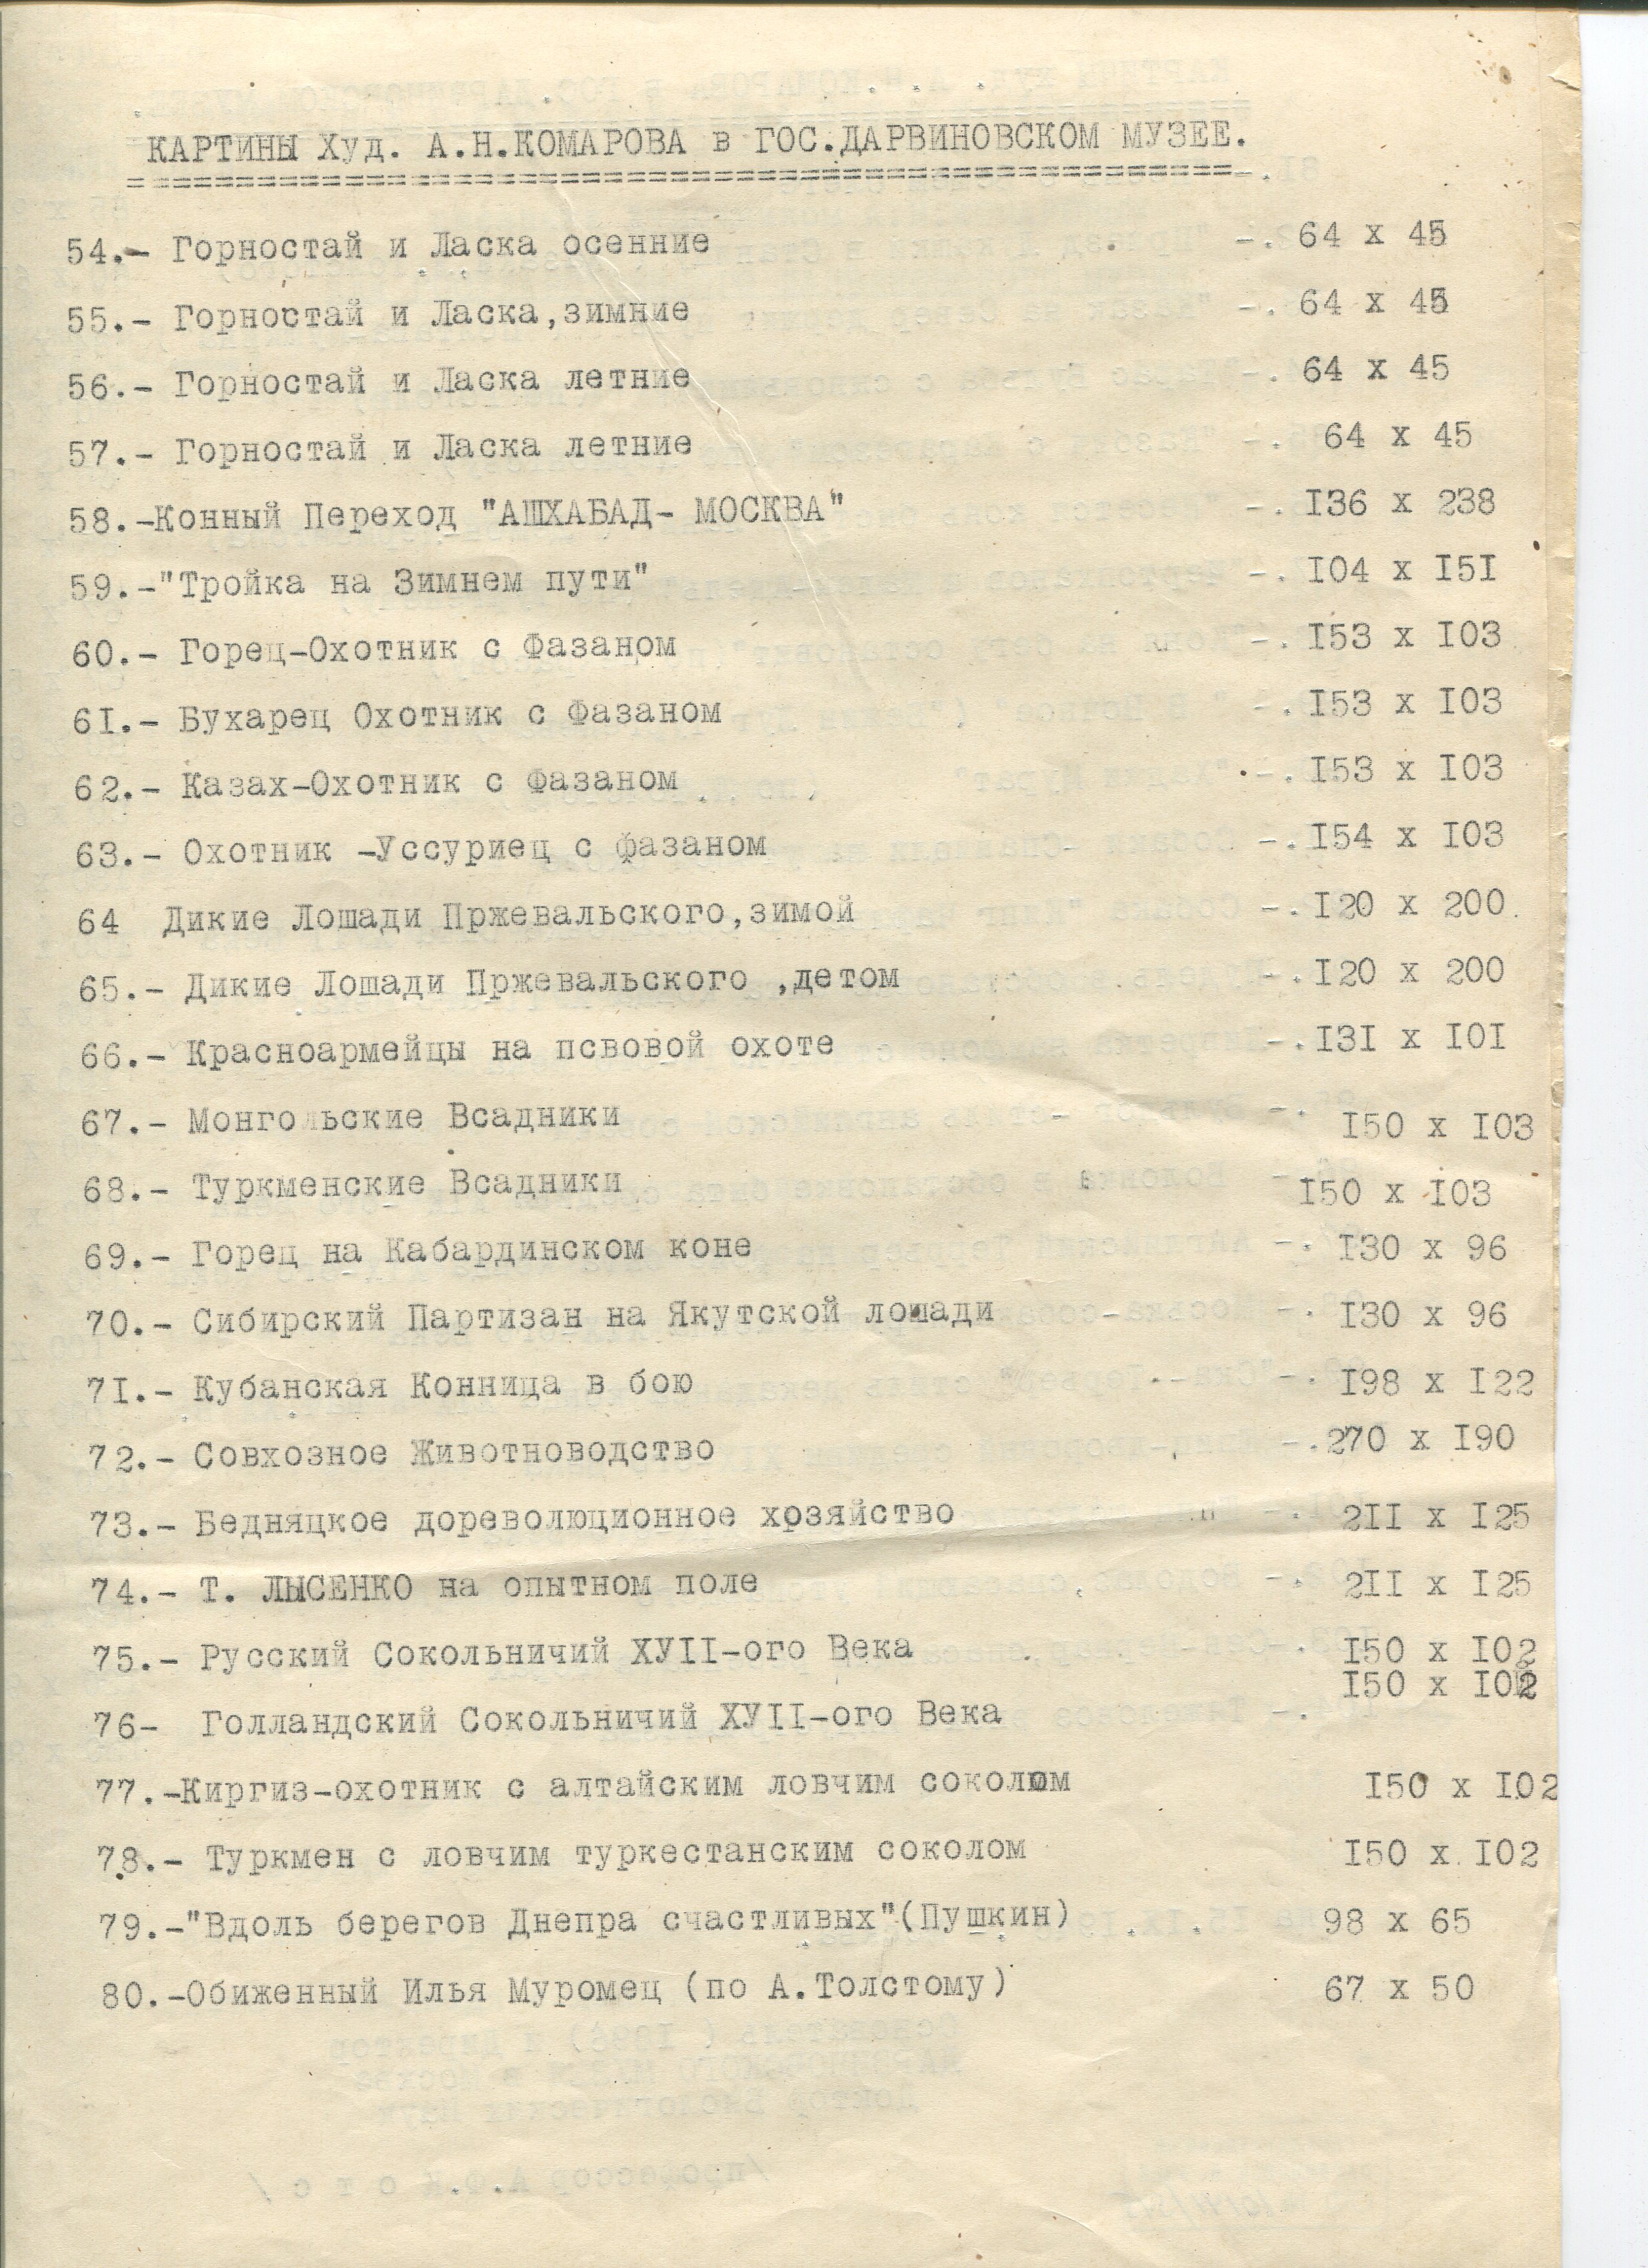 КАРТИНЫ Худ. А.Н.КОМАРОВА в ГОС.ДАРВИНОВСКОМ МУЗЕЕ.
54.- Горностай и Ласка осенние -. 64 х 45
55.- Горностай и Ласка,зимние -. 64 х 45
56.- Горностай и Ласка летние -. 64 х 45
57.- Горностай и Ласка летние -. 64 х 45
58.-Конный Переход "АШХАБАД- МОСКВА" -. I36 х 238
59.-"Тройка на Зимнем пути" -. I04 х I5I
60.- Горец-Охотник с Фазаном -. I53 х I03
6I.- Бухарец Охотник с Фазаном -. I53 х I03
62.- Казах-Охотник с Фазаном -. I53 х I03
63.- Охотник -Уссуриец с фазаном -. I54 х I03
64 Дикие Лошади Пржевальского,зимой -. I20 х 200.
65.- Дикие Лошади Пржевальского ,детом -. I20 х 200
66.- Красноармейцы на псвовой охоте -. I3I х I0I
67.- Монгольские Всадники I50 х I03
68.- Туркменские Всадники I50 х I03
69.- Горец на Кабардинском коне -. I30 х 96
70.- Сибирский Партизан на Якутской лошади -. I30 х 96
7I.- Кубанская Конница в бою -. I98 х I22
72.- Совхозное Животноводство -. 270 х I90
73.- Бедняцкое дореволюционное хозяйство 2II х I25
74.- Т. ЛЫСЕНКО на опытном поле 2II х I25
75.- Русский Сокольничий ХУII-ого Века I50 х I02
I50 х I02
76- Голландский Сокольничий ХУII-ого Века
77.-Киргиз-охотник с алтайским ловчим соколом I50 х I02
78.- Туркмен с ловчим туркестанским соколом I50 х I02
79.-"Вдоль берегов Днепра счастливых"(Пушкин) 98 х 65
80.-Обиженный Илья Муромец (по А.Толстому) 67 х 50